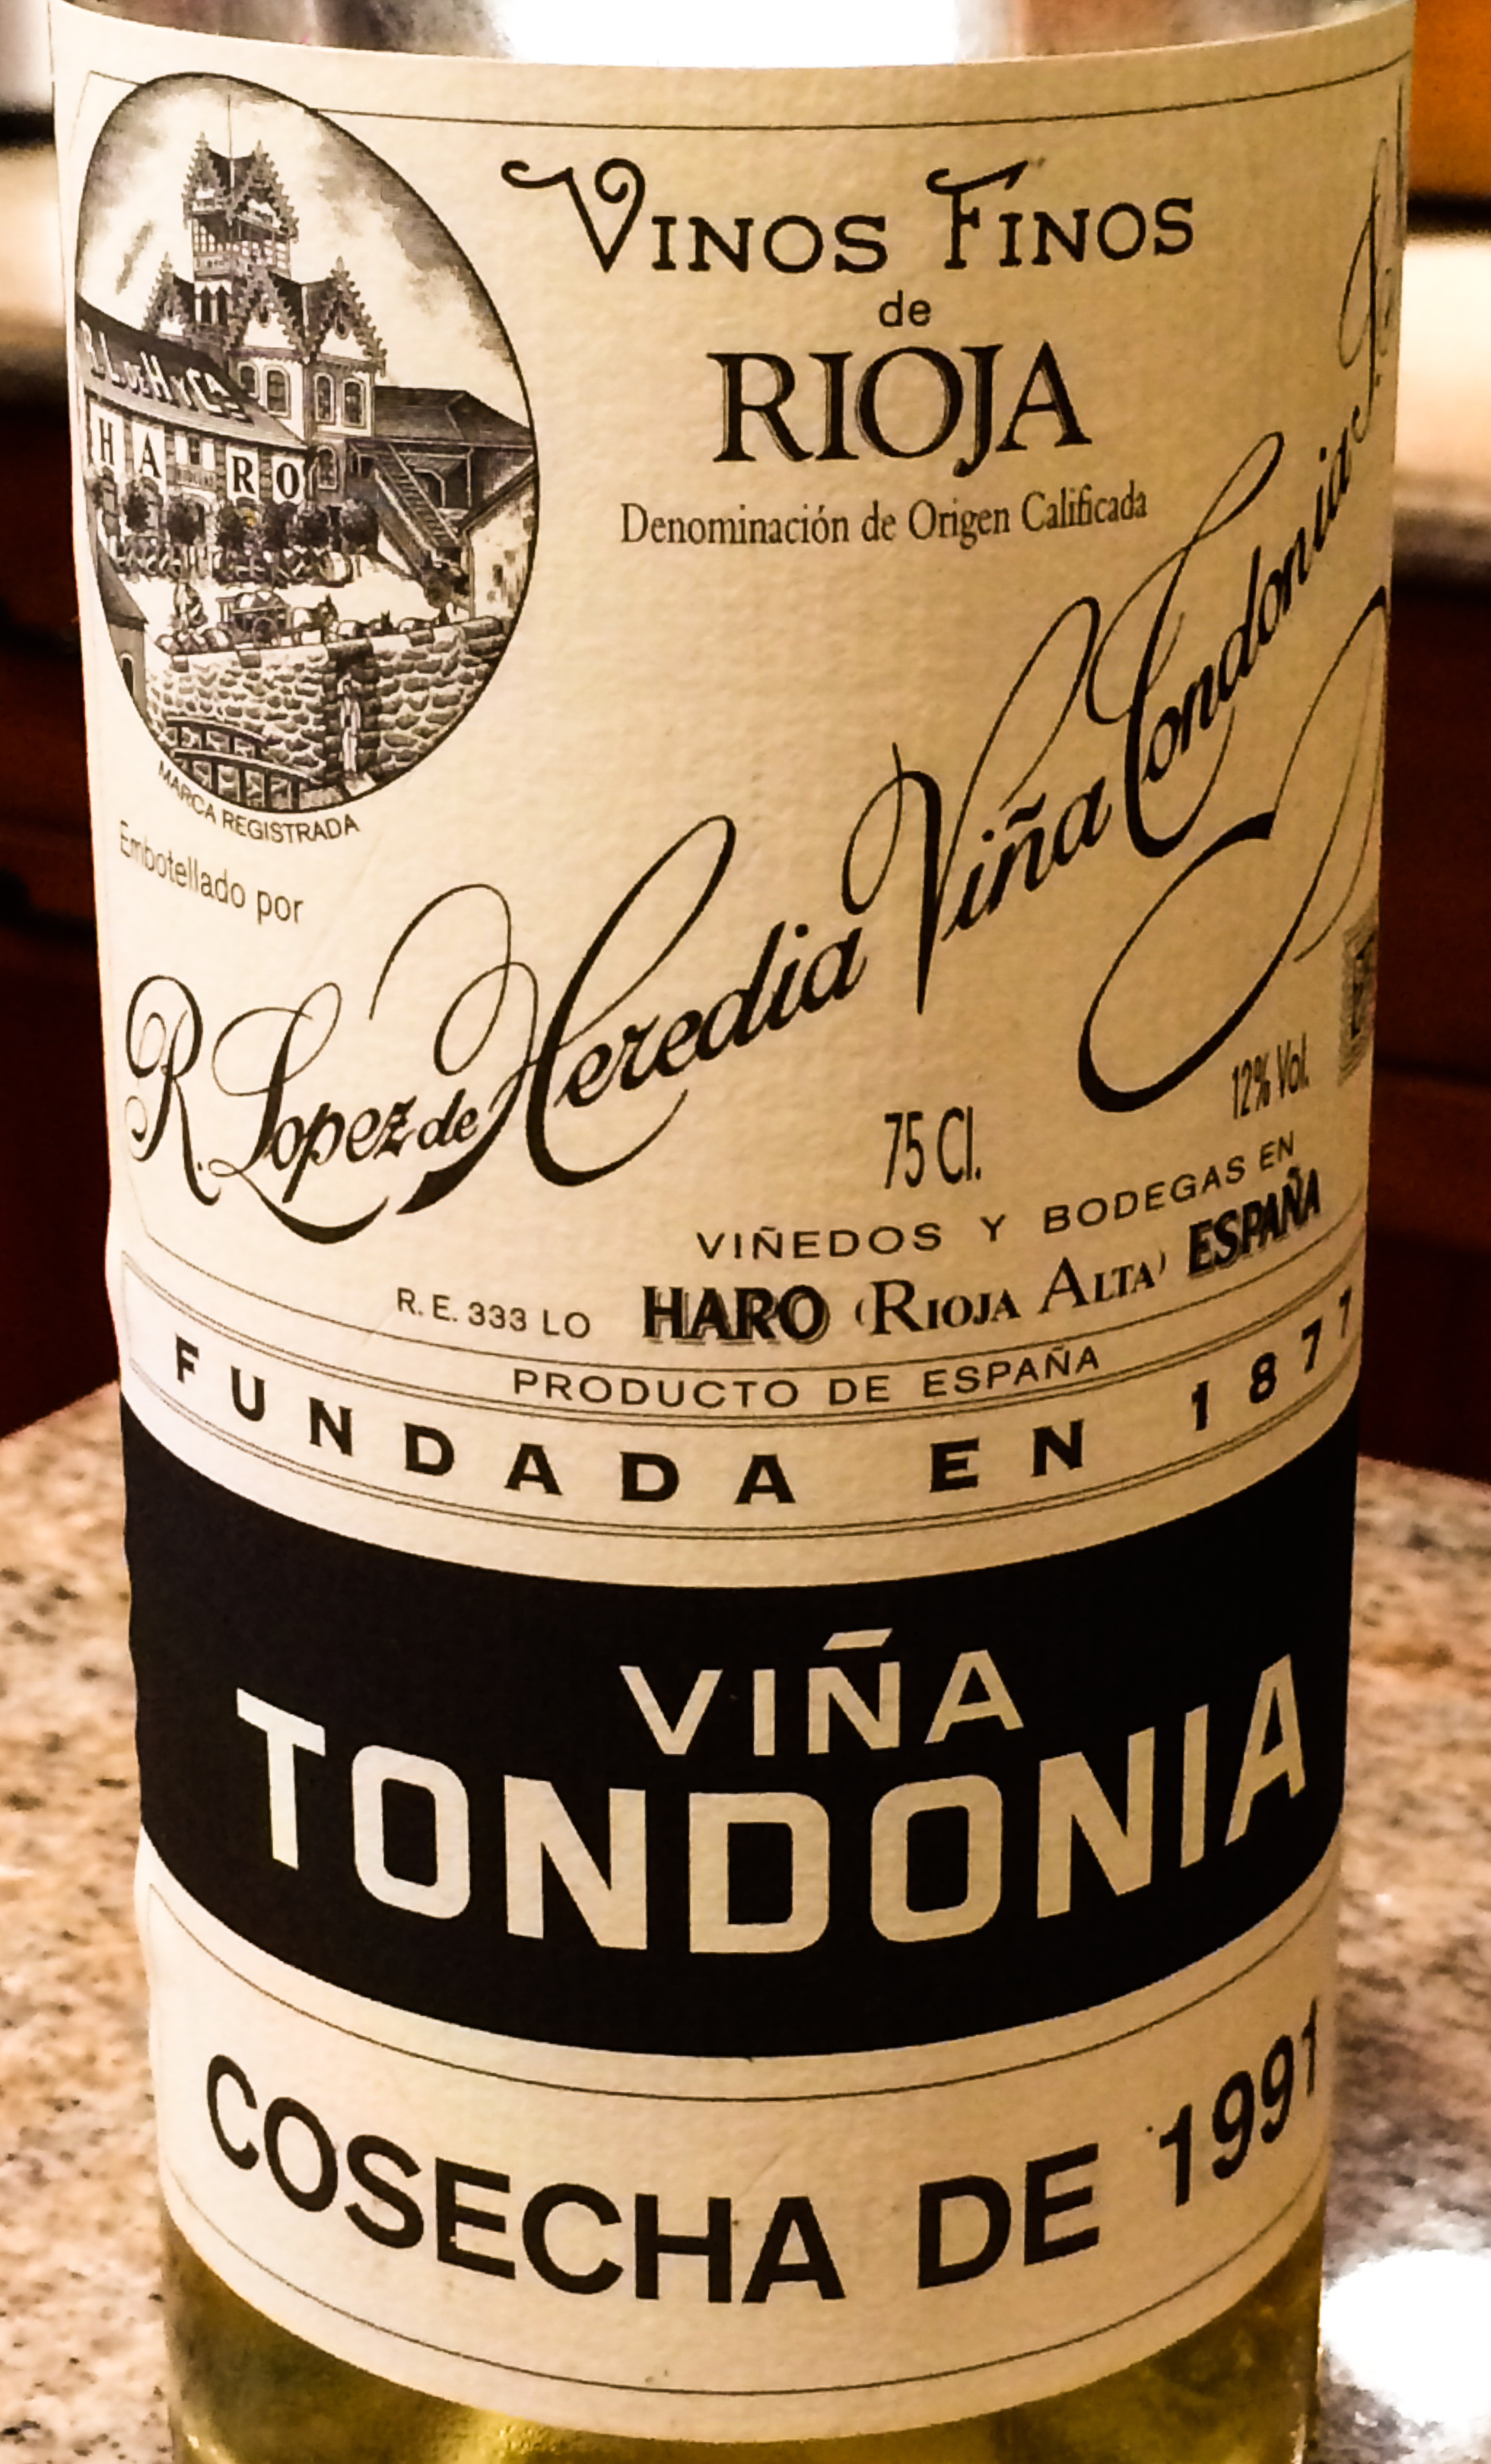 VINOS FINOS
de
RIOJA
Denominación de Origen Calificada
R. L. DE H Y Cª
HARO
MARCA REGISTRADA
Embotellado por
R. Lopez de Heredia Viña Tondonia
75 Cl.
12% Vol.
VIÑEDOS Y BODEGAS EN
R. E. 333 LO HARO (RIOJA ALTA) ESPAÑA
PRODUCTO DE ESPAÑA
FUNDADA EN 1877
VIÑA
TONDONIA
COSECHA DE 1991